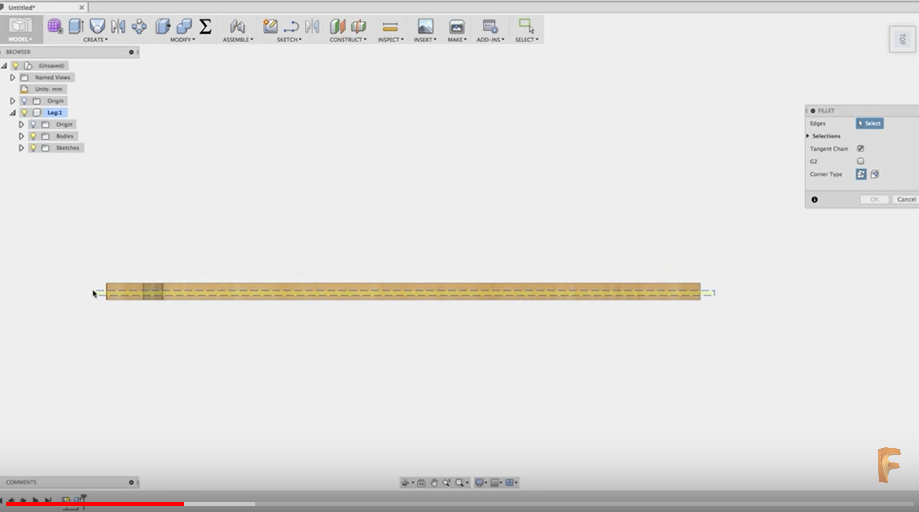 Untitled*
MODEL
CREATE
MODIFY
ASSEMBLE
SKETCH
CONSTRUCT
INSPECT
INSERT
MAKE
ADD-INS
SELECT
TOP
BROWSER
(Unsaved)
Named Views
Units: mm
Origin
Leg:1
Origin
Bodies
Sketches
FILLET
Edges
Select
Selections
Tangent Chain
G2
Corner Type
OK
Cancel
COMMENTS